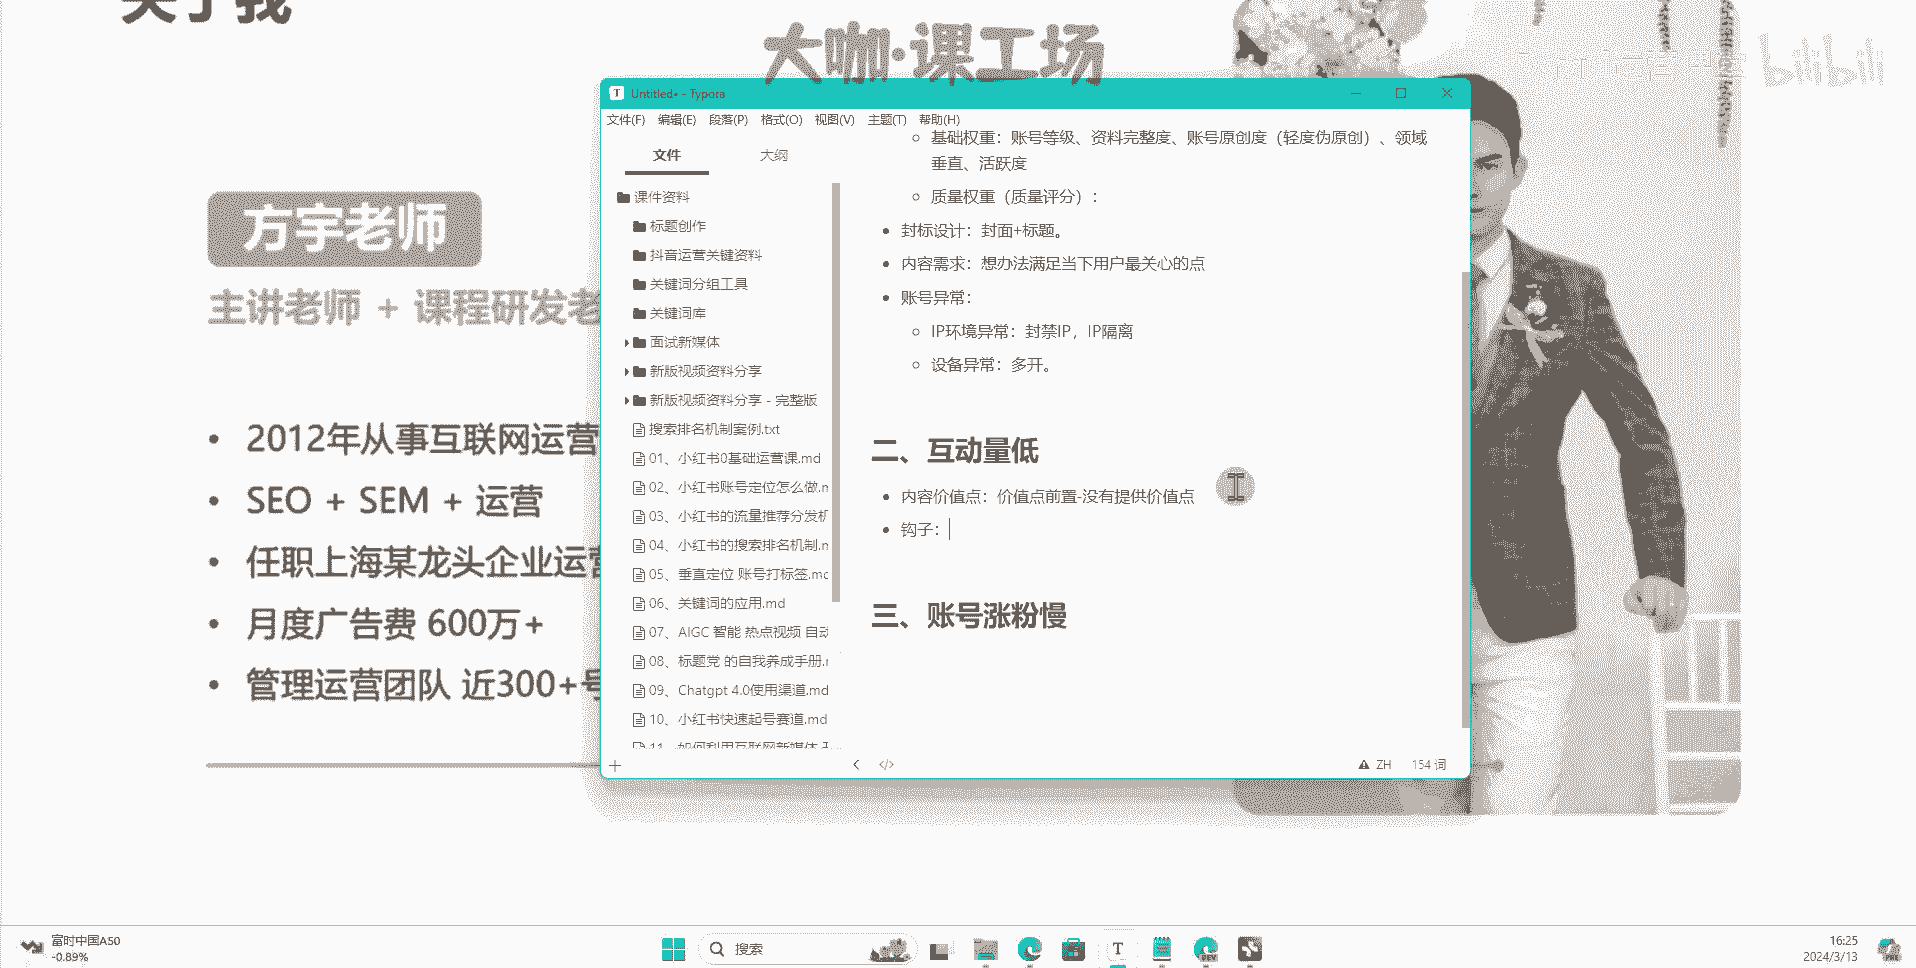 关于我
大咖·课工场
bilibili
方宇老师
主讲老师 + 课程研发老
2012年从事互联网运营
SEO + SEM + 运营
任职上海某龙头企业运营
月度广告费 600万+
管理运营团队 近300+号
Untitled• - Typora
文件(F) 编辑(E) 段落(P) 格式(O) 视图(V) 主题(T) 帮助(H)
文件 大纲
课件资料
标题创作
抖音运营关键资料
关键词分组工具
关键词库
面试新媒体
新版视频资料分享
新版视频资料分享 - 完整版
搜索排名机制案例.txt
01、小红书0基础运营课.md
02、小红书账号定位怎么做.m
03、小红书的流量推荐分发机
04、小红书的搜索排名机制.m
05、垂直定位 账号打标签.md
06、关键词的应用.md
07、AIGC 智能 热点视频 自动
08、标题党 的自我养成手册.m
09、Chatgpt 4.0使用渠道.md
10、小红书快速起号赛道.md
11、如何利用互联网新媒体
基础权重：账号等级、资料完整度、账号原创度（轻度伪原创）、领域
垂直、活跃度
质量权重（质量评分）：
封标设计：封面+标题。
内容需求：想办法满足当下用户最关心的点
账号异常：
IP环境异常：封禁IP，IP隔离
设备异常：多开。
二、互动量低
内容价值点：价值点前置-没有提供价值点
钩子：
三、账号涨粉慢
ZH 154 词
富时中国A50
-0.89%
搜索
16:25
2024/3/13